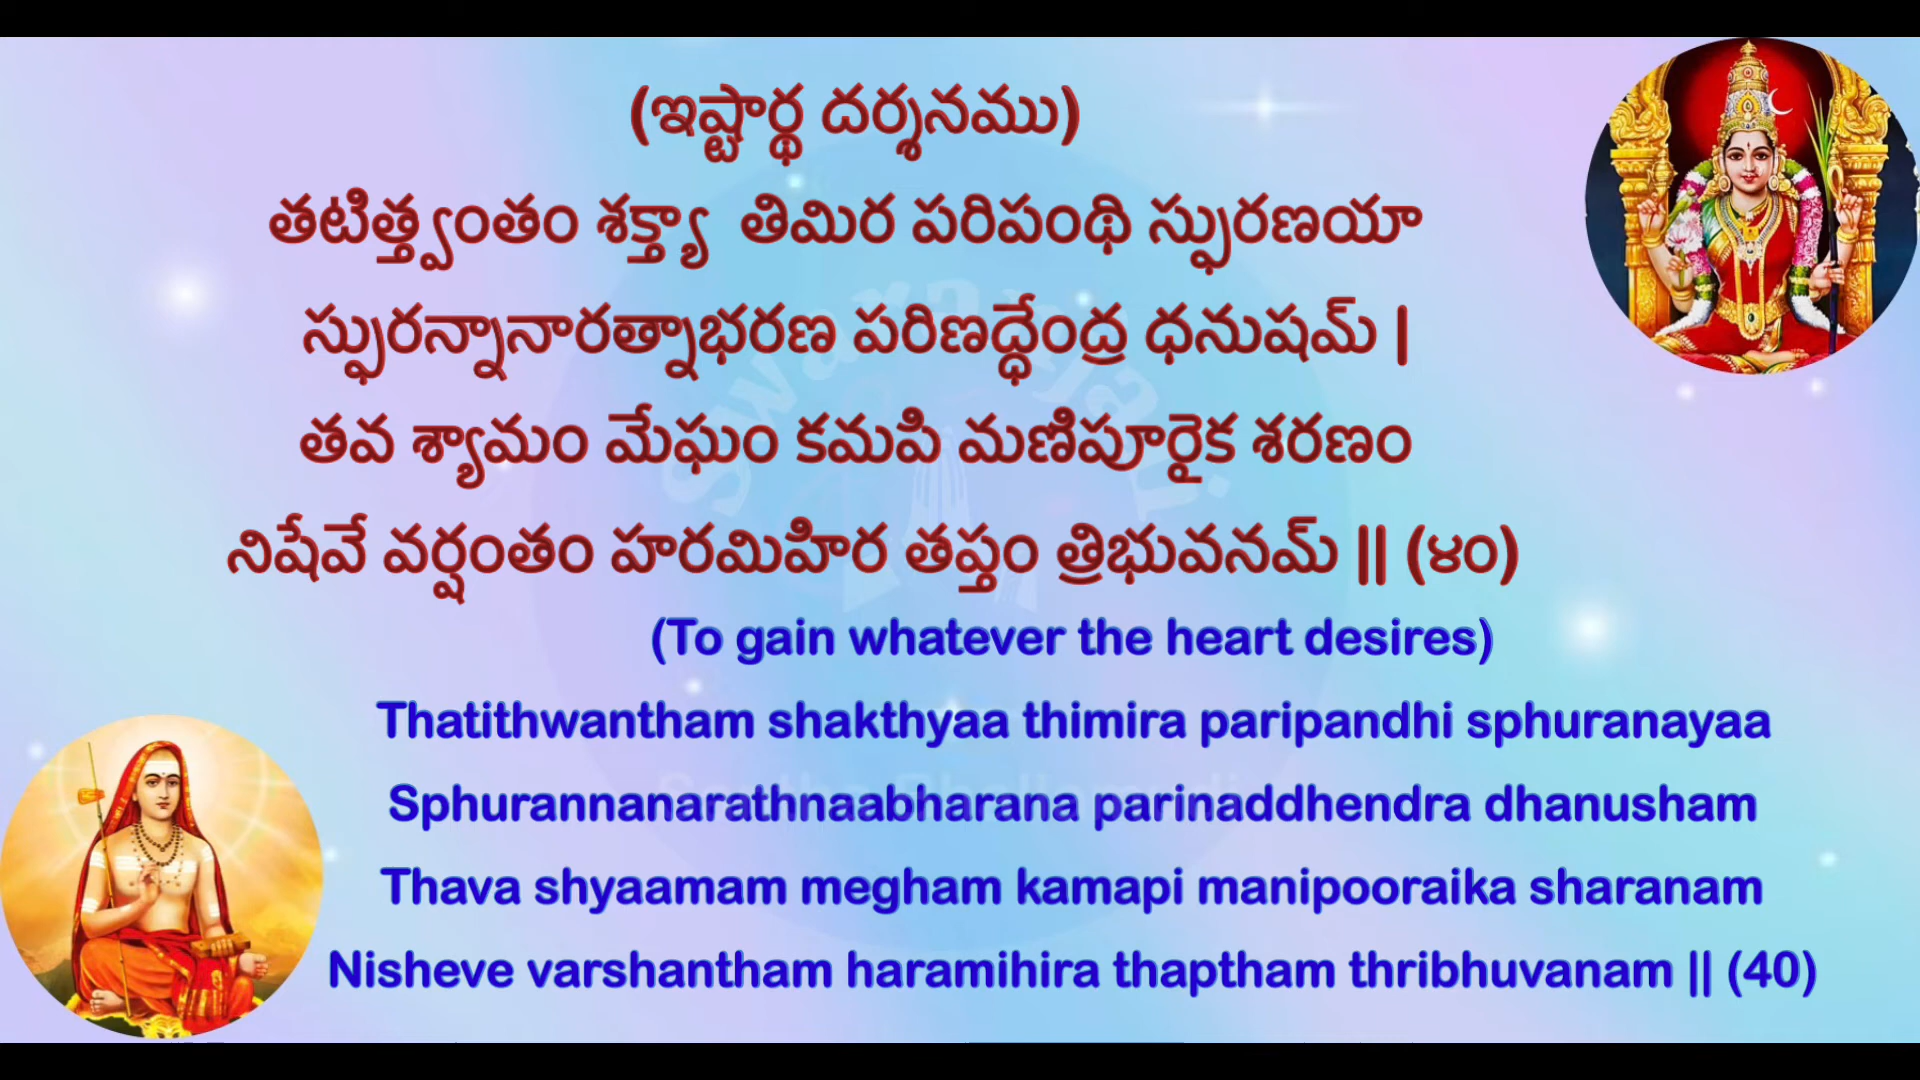 (ఇష్టార్థ దర్శనము)
తటిత్త్వంతం శక్త్యా తిమిర పరిపంథి స్ఫురణయా
స్ఫురన్నానారత్నాభరణ పరిణద్ధేంద్ర ధనుషమ్ |
తవ శ్యామం మేఘం కమపి మణిపూరైక శరణం
నిషేవే వర్షంతం హరమిహిర తప్తం త్రిభువనమ్ || (౪౦)
(To gain whatever the heart desires)
Thatithwantham shakthyaa thimira paripandhi sphuranayaa
Sphurannanarathnaabharana parinaddhendra dhanusham
Thava shyaamam megham kamapi manipooraika sharanam
Nisheve varshantham haramihira thaptham thribhuvanam || (40)